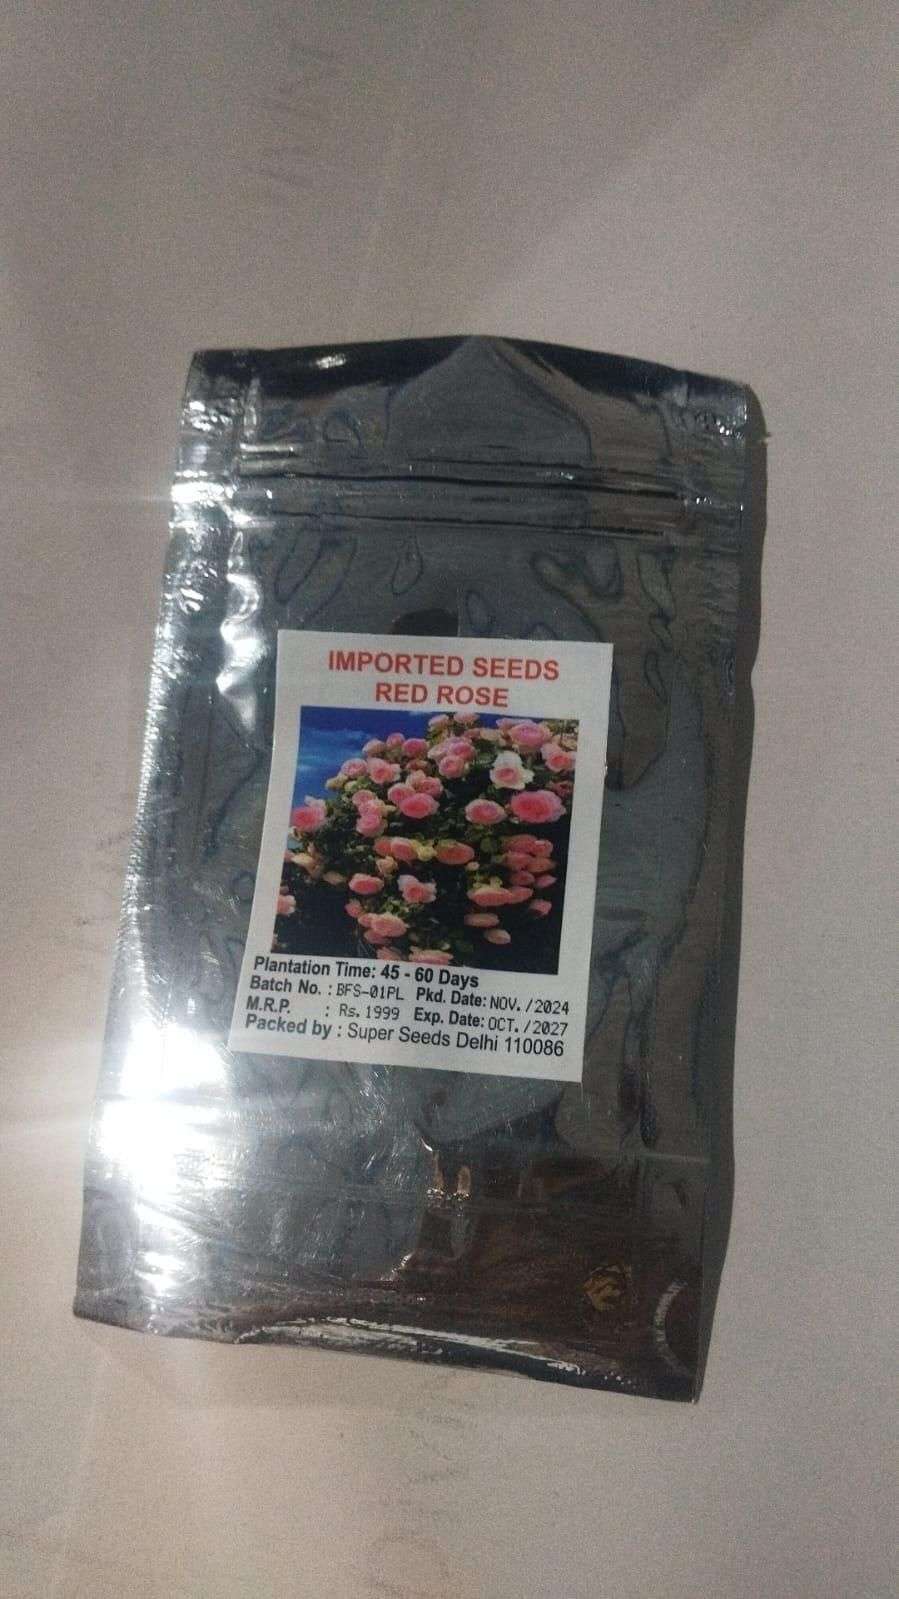 IMPORTED SEEDS
RED ROSE
Plantation Time: 45 - 60 Days
Batch No. : BFS-01PL Pkd. Date: NOV. /2024
M.R.P. : Rs. 1999 Exp. Date: OCT. /2027
Packed by : Super Seeds Delhi 110086